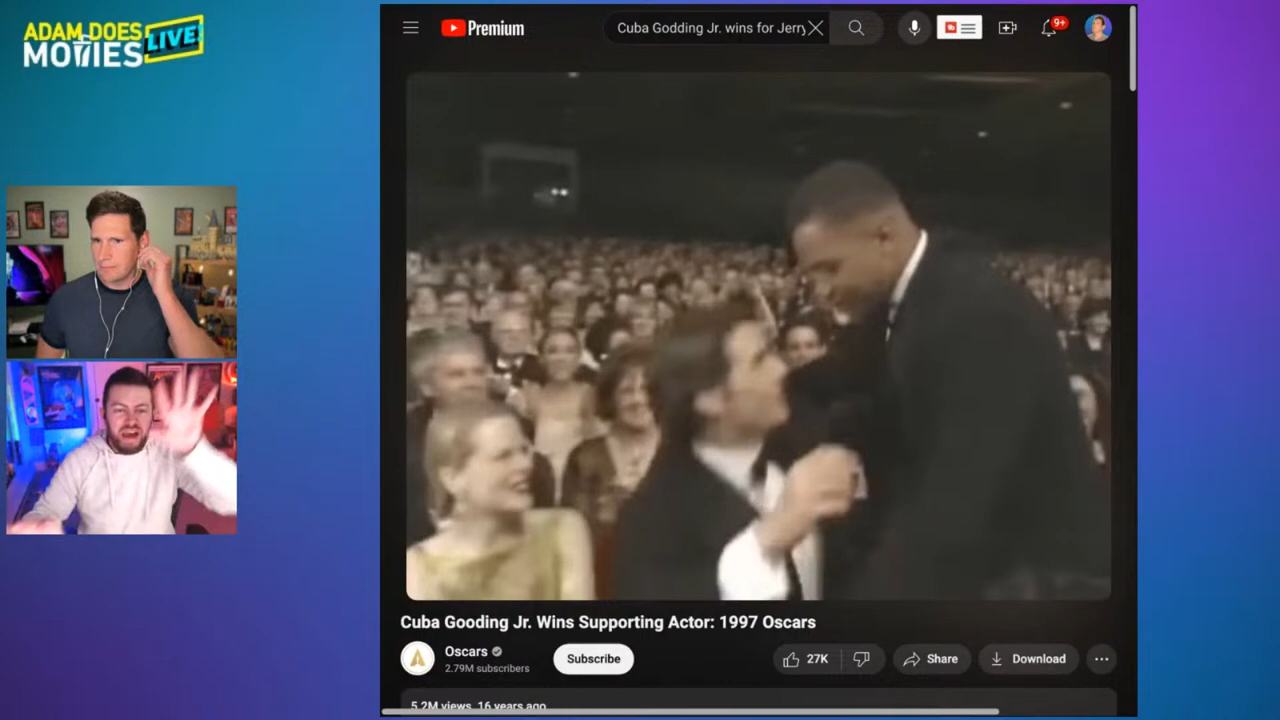 ADAM DOES
MOVIES
LIVE!
Premium
Cuba Godding Jr. wins for Jerry
9+
Cuba Gooding Jr. Wins Supporting Actor: 1997 Oscars
Oscars
2.79M subscribers
Subscribe
27K
Share
Download
5.2M views 16 years ago